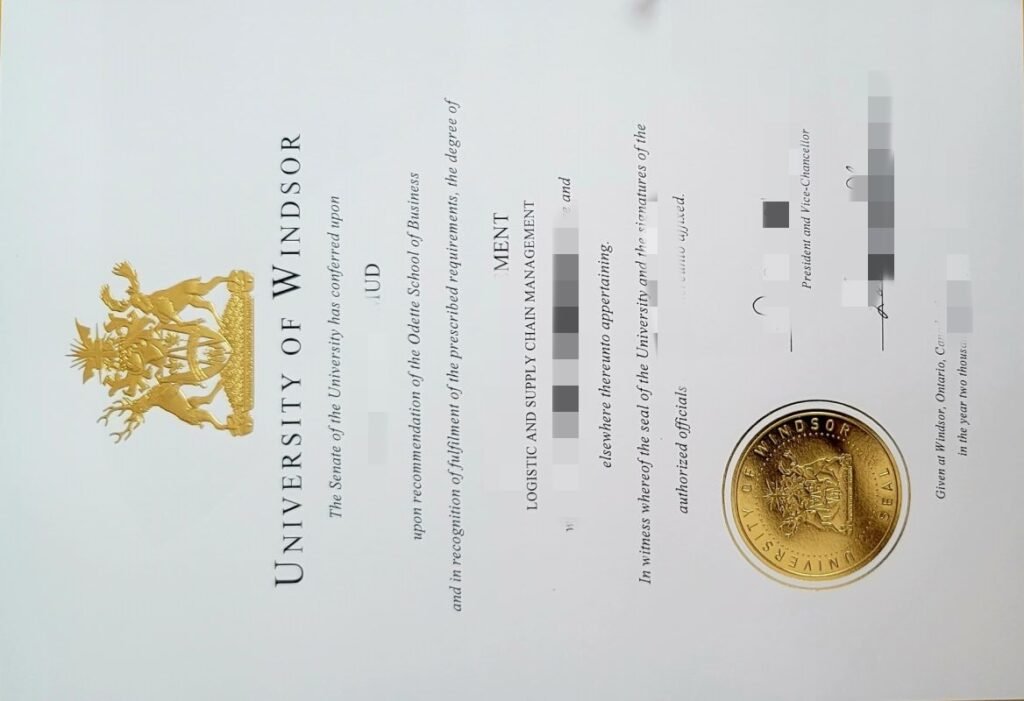 UNIVERSITY OF WINDSOR
The Senate of the University has conferred upon
upon recommendation of the Odette School of Business
and in recognition of fulfilment of the prescribed requirements, the degree of
MENT
LOGISTIC AND SUPPLY CHAIN MANAGEMENT
and
elsewhere thereunto appertaining.
In witness whereof the seal of the University and the signatures of the
authorized officials affixed.
President and Vice-Chancellor
UNIVERSITY OF WINDSOR
SEAL
Given at Windsor, Ontario,
in the year two